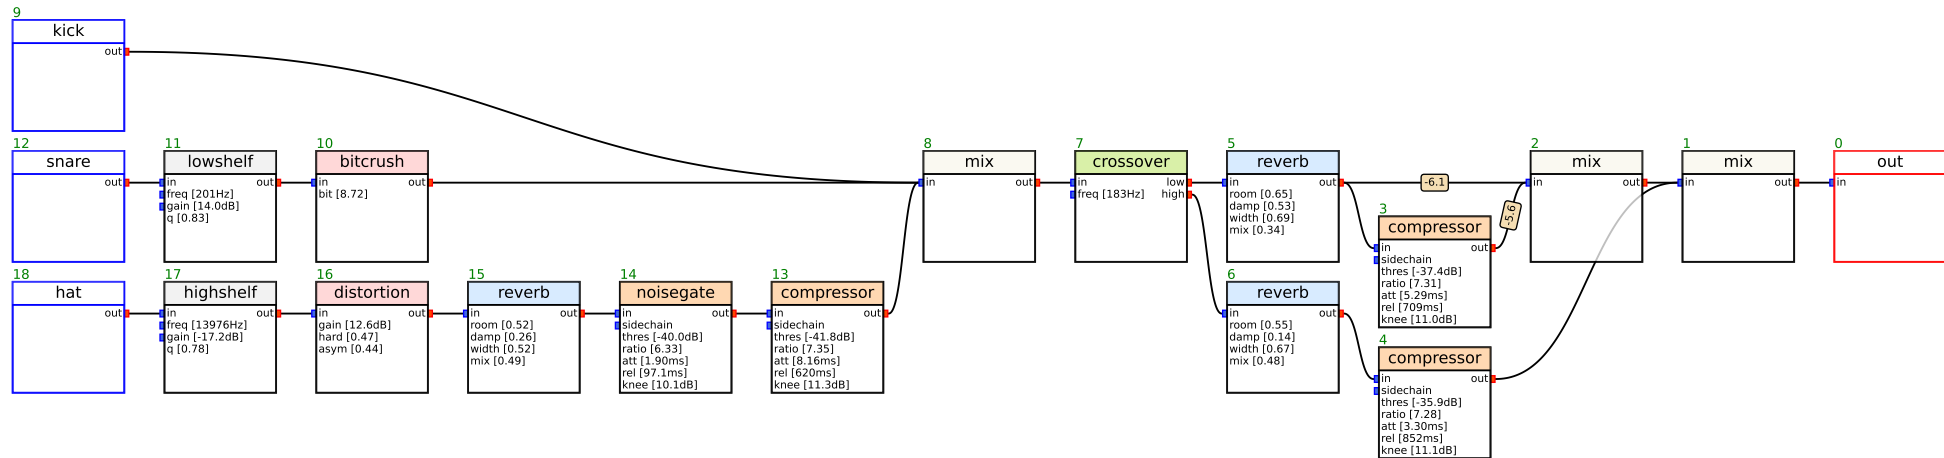 9
kick
out
12
snare
out
11
lowshelf
in out
freq [201Hz]
gain [14.0dB]
q [0.83]
10
bitcrush
in out
bit [8.72]
18
hat
out
17
highshelf
in out
freq [13976Hz]
gain [-17.2dB]
q [0.78]
16
distortion
in out
gain [12.6dB]
hard [0.47]
asym [0.44]
15
reverb
in out
room [0.52]
damp [0.26]
width [0.52]
mix [0.49]
14
noisegate
in out
sidechain
thres [-40.0dB]
ratio [6.33]
att [1.90ms]
rel [97.1ms]
knee [10.1dB]
13
compressor
in out
sidechain
thres [-41.8dB]
ratio [7.35]
att [8.16ms]
rel [620ms]
knee [11.3dB]
8
mix
in out
7
crossover
in low
freq [183Hz] high
5
reverb
in out
room [0.65]
damp [0.53]
width [0.69]
mix [0.34]
6
reverb
in out
room [0.55]
damp [0.14]
width [0.67]
mix [0.48]
-6.1
3
compressor
in out
sidechain
thres [-37.4dB]
ratio [7.31]
att [5.29ms]
rel [709ms]
knee [11.0dB]
-5.6
4
compressor
in out
sidechain
thres [-35.9dB]
ratio [7.28]
att [3.30ms]
rel [852ms]
knee [11.1dB]
2
mix
in out
1
mix
in out
0
out
in